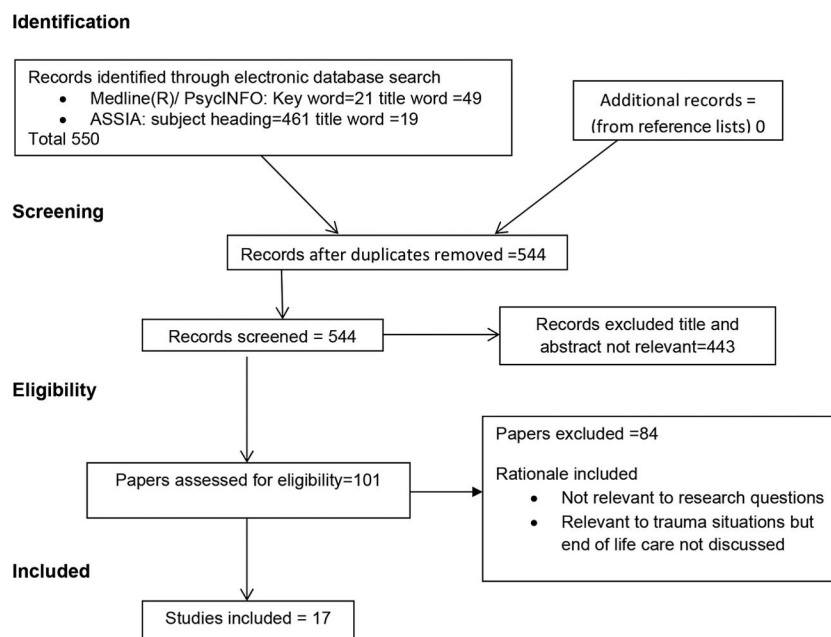 Identification
Records identified through electronic database search
• Medline(R)/ PsycINFO: Key word=21 title word =49
• ASSIA: subject heading=461 title word =19
Total 550
Additional records =
(from reference lists) 0
Screening
Records after duplicates removed =544
Records screened = 544
Records excluded title and
abstract not relevant=443
Eligibility
Papers assessed for eligibility=101
Papers excluded =84
Rationale included
• Not relevant to research questions
• Relevant to trauma situations but
end of life care not discussed
Included
Studies included = 17